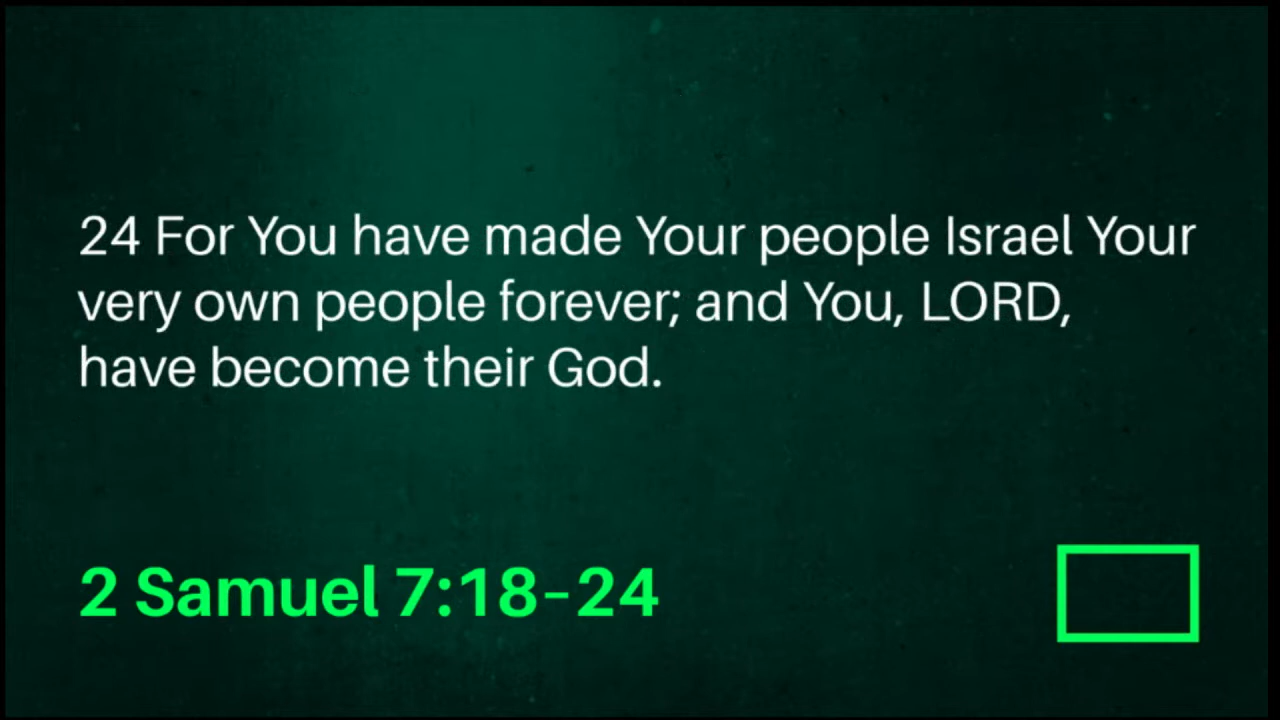 24 For You have made Your people Israel Your
very own people forever; and You, LORD,
have become their God.
2 Samuel 7:18–24